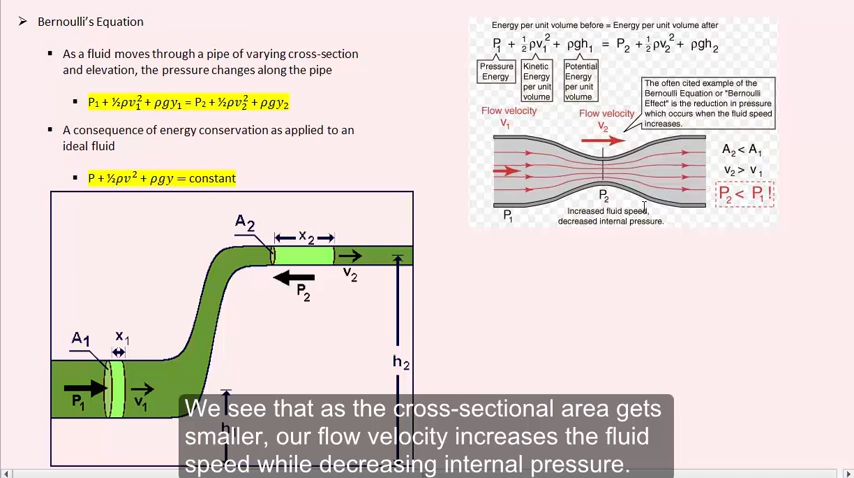 Bernoulli's Equation
As a fluid moves through a pipe of varying cross-section
and elevation, the pressure changes along the pipe
P₁ + ½ρv₁² + ρgy₁ = P₂ + ½ρv₂² + ρgy₂
A consequence of energy conservation as applied to an
ideal fluid
P + ½ρv² + ρgy = constant
Energy per unit volume before = Energy per unit volume after
P₁ + ½ρv₁² + ρgh₁ = P₂ + ½ρv₂² + ρgh₂
Pressure
Energy
Kinetic
Energy
per unit
volume
Potential
Energy
per unit
volume
The often cited example of the
Bernoulli Equation or "Bernoulli
Effect" is the reduction in pressure
which occurs when the fluid speed
increases.
Flow velocity
v₁
Flow velocity
v₂
A₂ < A₁
v₂ > v₁
P₂ < P₁!
P₁
P₂
Increased fluid speed,
decreased internal pressure.
A₂
x₂
v₂
P₂
A₁
x₁
P₁
v₁
h₂
h
We see that as the cross-sectional area gets
smaller, our flow velocity increases the fluid
speed while decreasing internal pressure.